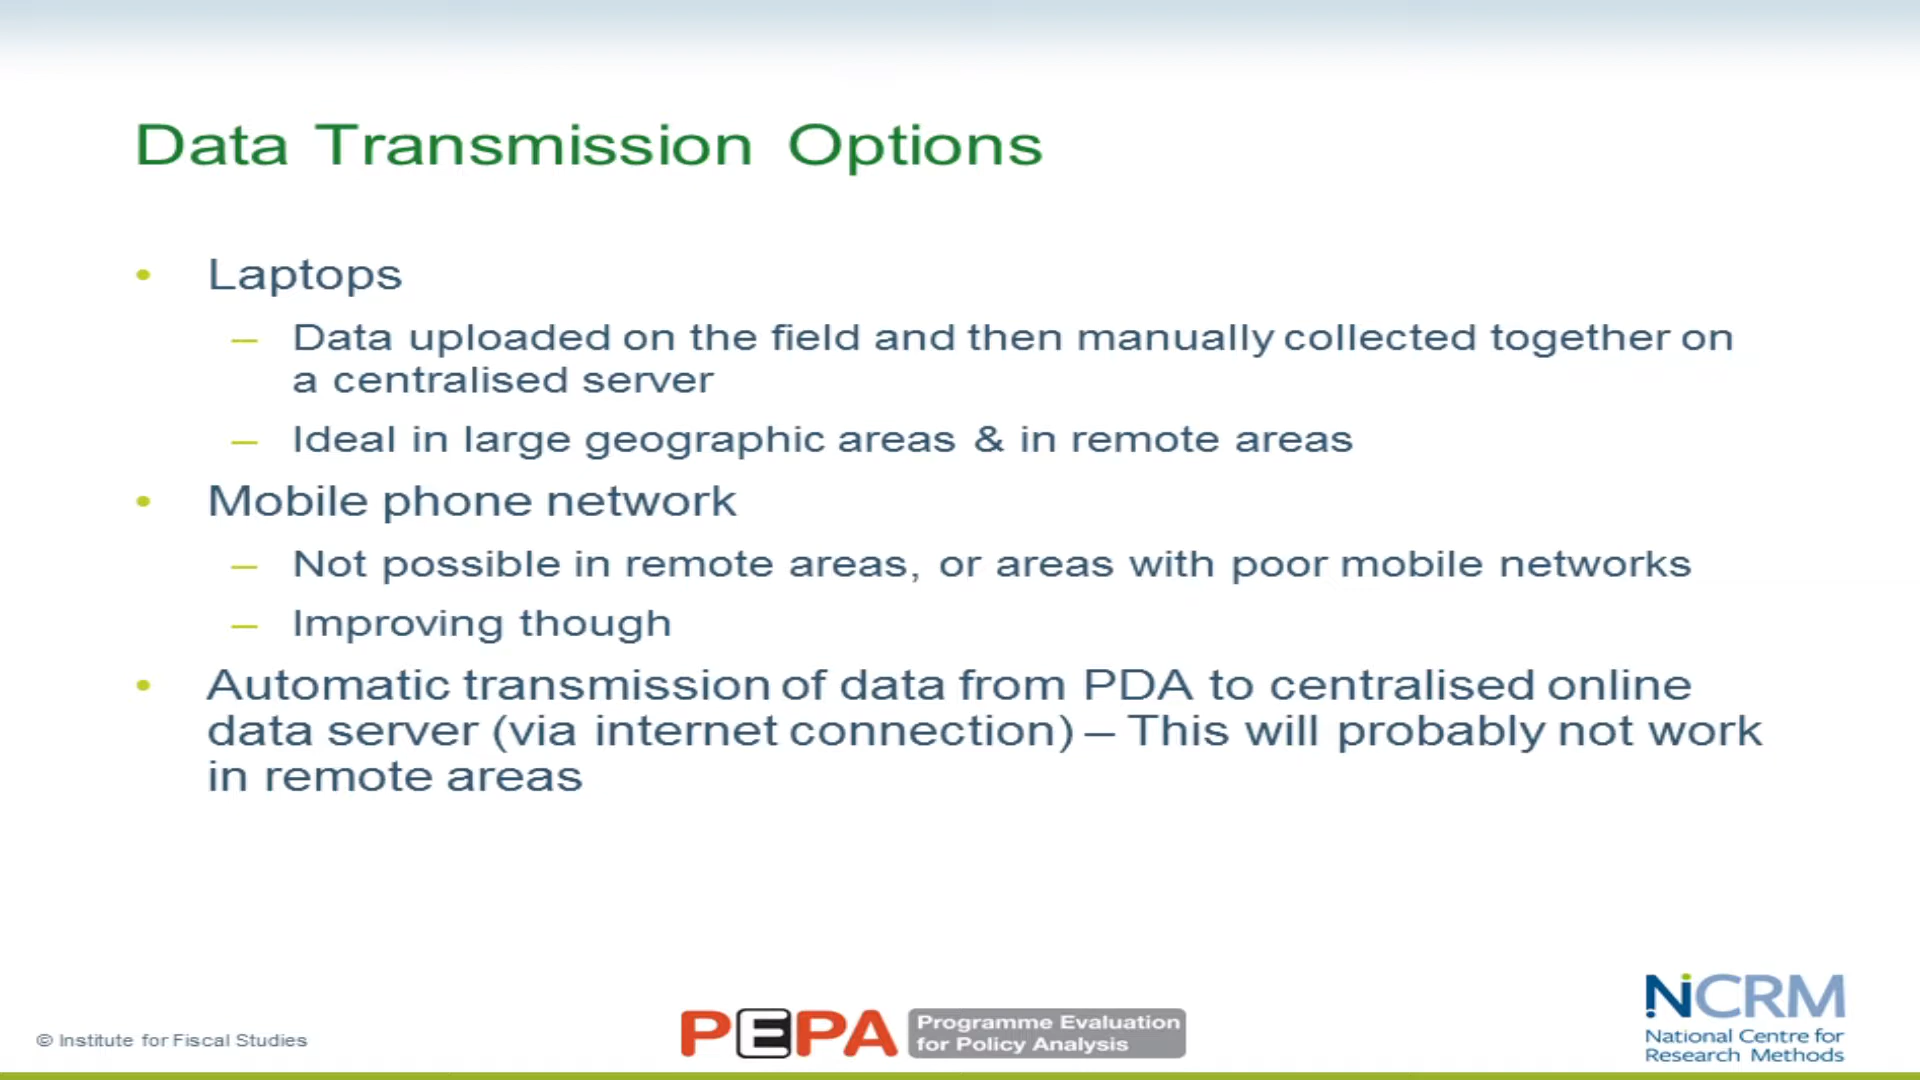 Data Transmission Options
• Laptops
– Data uploaded on the field and then manually collected together on
a centralised server
– Ideal in large geographic areas & in remote areas
• Mobile phone network
– Not possible in remote areas, or areas with poor mobile networks
– Improving though
• Automatic transmission of data from PDA to centralised online
data server (via internet connection) – This will probably not work
in remote areas
© Institute for Fiscal Studies
PEPA
Programme Evaluation
for Policy Analysis
NCRM
National Centre for
Research Methods